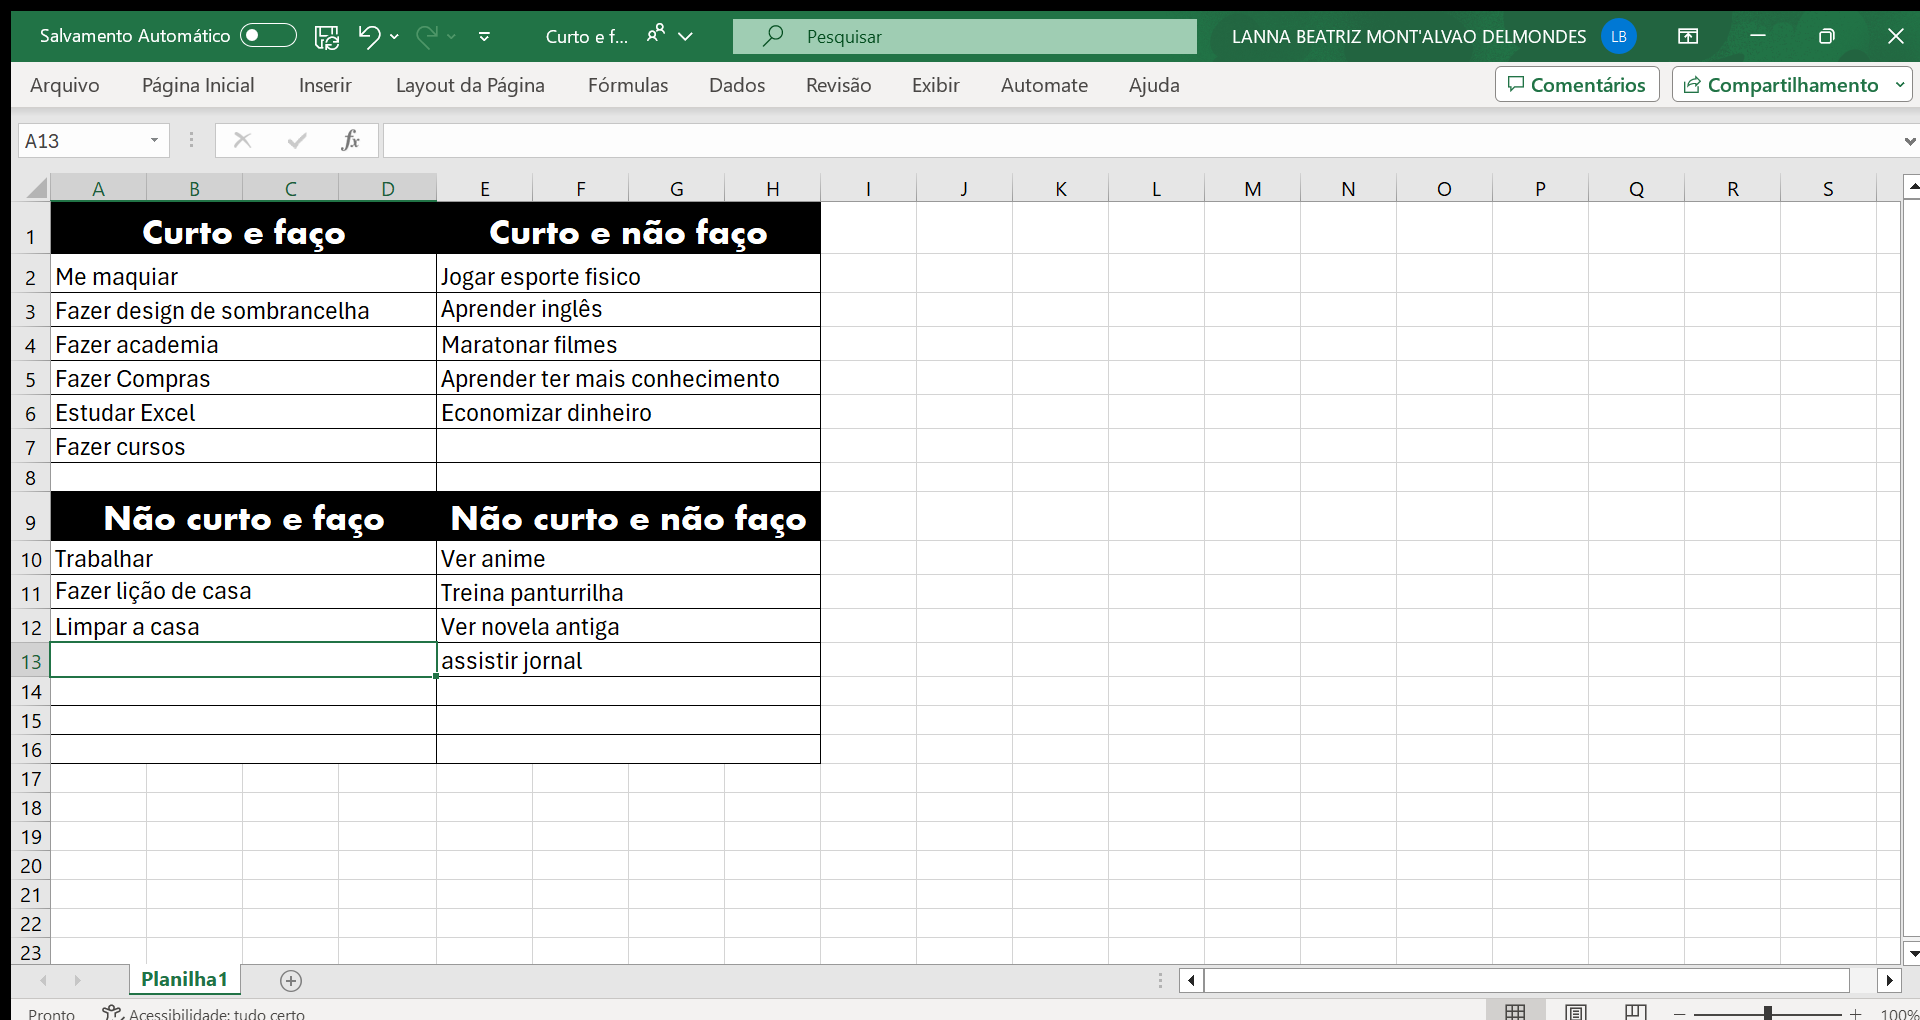 Salvamento Automático
Curto e f...
Pesquisar
LANNA BEATRIZ MONT'ALVAO DELMONDES
LB
Arquivo Página Inicial Inserir Layout da Página Fórmulas Dados Revisão Exibir Automate Ajuda Comentários Compartilhamento
A13 fx
A B C D E F G H I J K L M N O P Q R S
1 Curto e faço Curto e não faço
2 Me maquiar Jogar esporte fisico
3 Fazer design de sombrancelha Aprender inglês
4 Fazer academia Maratonar filmes
5 Fazer Compras Aprender ter mais conhecimento
6 Estudar Excel Economizar dinheiro
7 Fazer cursos
8
9 Não curto e faço Não curto e não faço
10 Trabalhar Ver anime
11 Fazer lição de casa Treina panturrilha
12 Limpar a casa Ver novela antiga
13 assistir jornal
14
15
16
17
18
19
20
21
22
23
Planilha1
Pronto Acessibilidade: tudo certo 100%